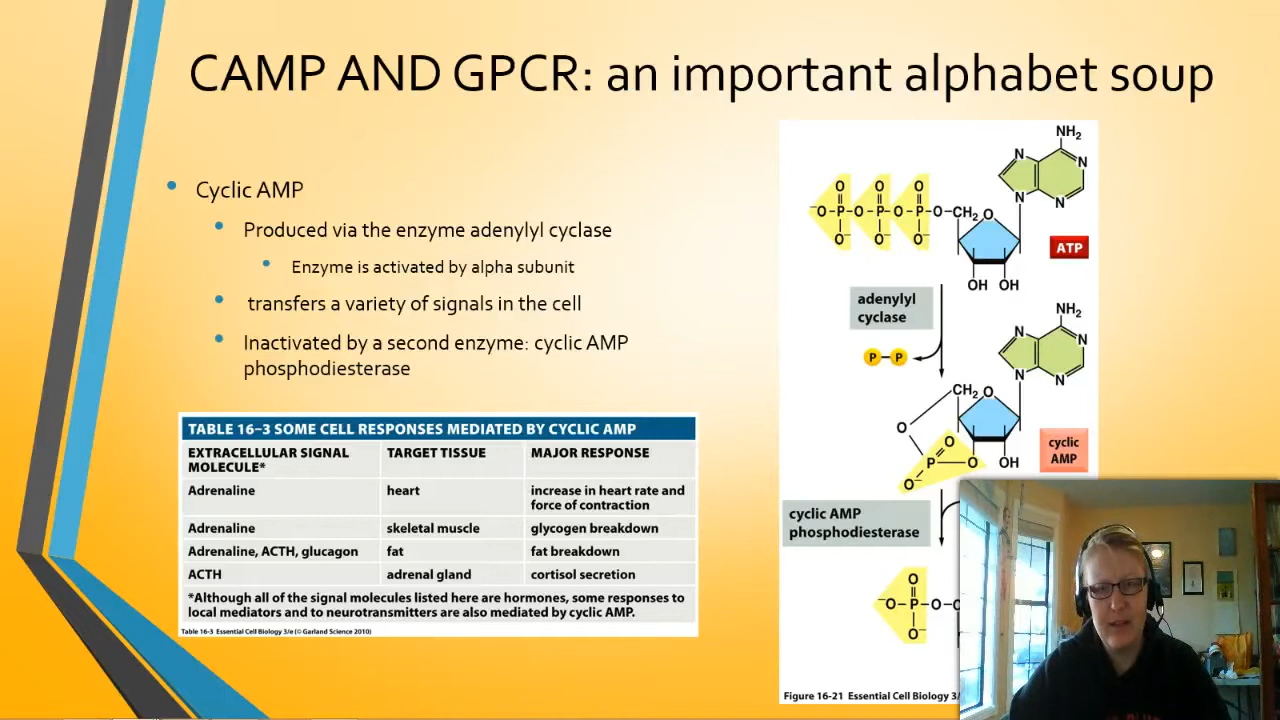 CAMP AND GPCR: an important alphabet soup
• Cyclic AMP
• Produced via the enzyme adenylyl cyclase
• Enzyme is activated by alpha subunit
• transfers a variety of signals in the cell
• Inactivated by a second enzyme: cyclic AMP
phosphodiesterase
TABLE 16–3 SOME CELL RESPONSES MEDIATED BY CYCLIC AMP
EXTRACELLULAR SIGNAL TARGET TISSUE MAJOR RESPONSE
MOLECULE*
Adrenaline heart increase in heart rate and
force of contraction
Adrenaline skeletal muscle glycogen breakdown
Adrenaline, ACTH, glucagon fat fat breakdown
ACTH adrenal gland cortisol secretion
*Although all of the signal molecules listed here are hormones, some responses to
local mediators and to neurotransmitters are also mediated by cyclic AMP.
Table 16-3 Essential Cell Biology 3/e (© Garland Science 2010)
NH2
N N
N N
O O O
−O P O P O P O CH2 O
O− O− O−
ATP
OH OH
adenylyl
cyclase
P P
NH2
N N
N N
CH2 O
O
O
P O OH
O−
cyclic
AMP
cyclic AMP
phosphodiesterase
O
−O P O
O−
Figure 16-21 Essential Cell Biology 3/